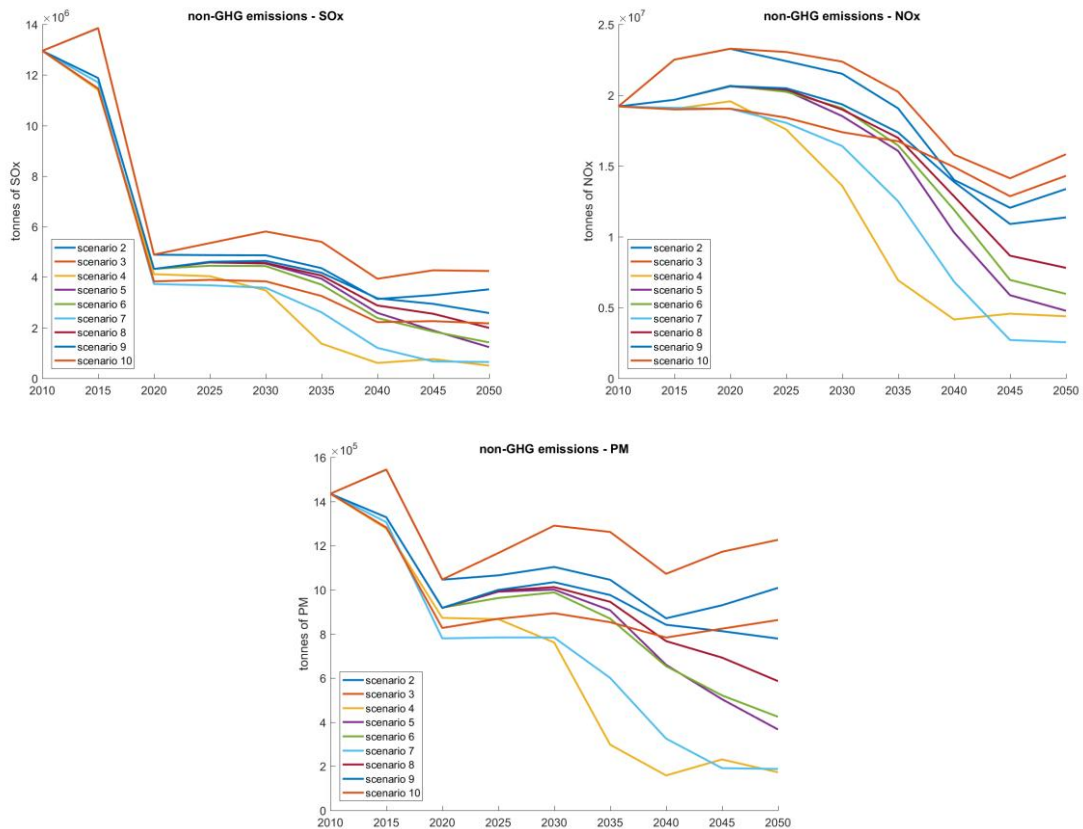 non-GHG emissions - SOx
×10⁶
14
12
10
8
6
4
2
0
tonnes of SOx
scenario 2
scenario 3
scenario 4
scenario 5
scenario 6
scenario 7
scenario 8
scenario 9
scenario 10
2010 2015 2020 2025 2030 2035 2040 2045 2050
non-GHG emissions - NOx
×10⁷
2.5
2
1.5
1
0.5
0
tonnes of NOx
scenario 2
scenario 3
scenario 4
scenario 5
scenario 6
scenario 7
scenario 8
scenario 9
scenario 10
2010 2015 2020 2025 2030 2035 2040 2045 2050
non-GHG emissions - PM
×10⁵
16
14
12
10
8
6
4
2
0
tonnes of PM
scenario 2
scenario 3
scenario 4
scenario 5
scenario 6
scenario 7
scenario 8
scenario 9
scenario 10
2010 2015 2020 2025 2030 2035 2040 2045 2050